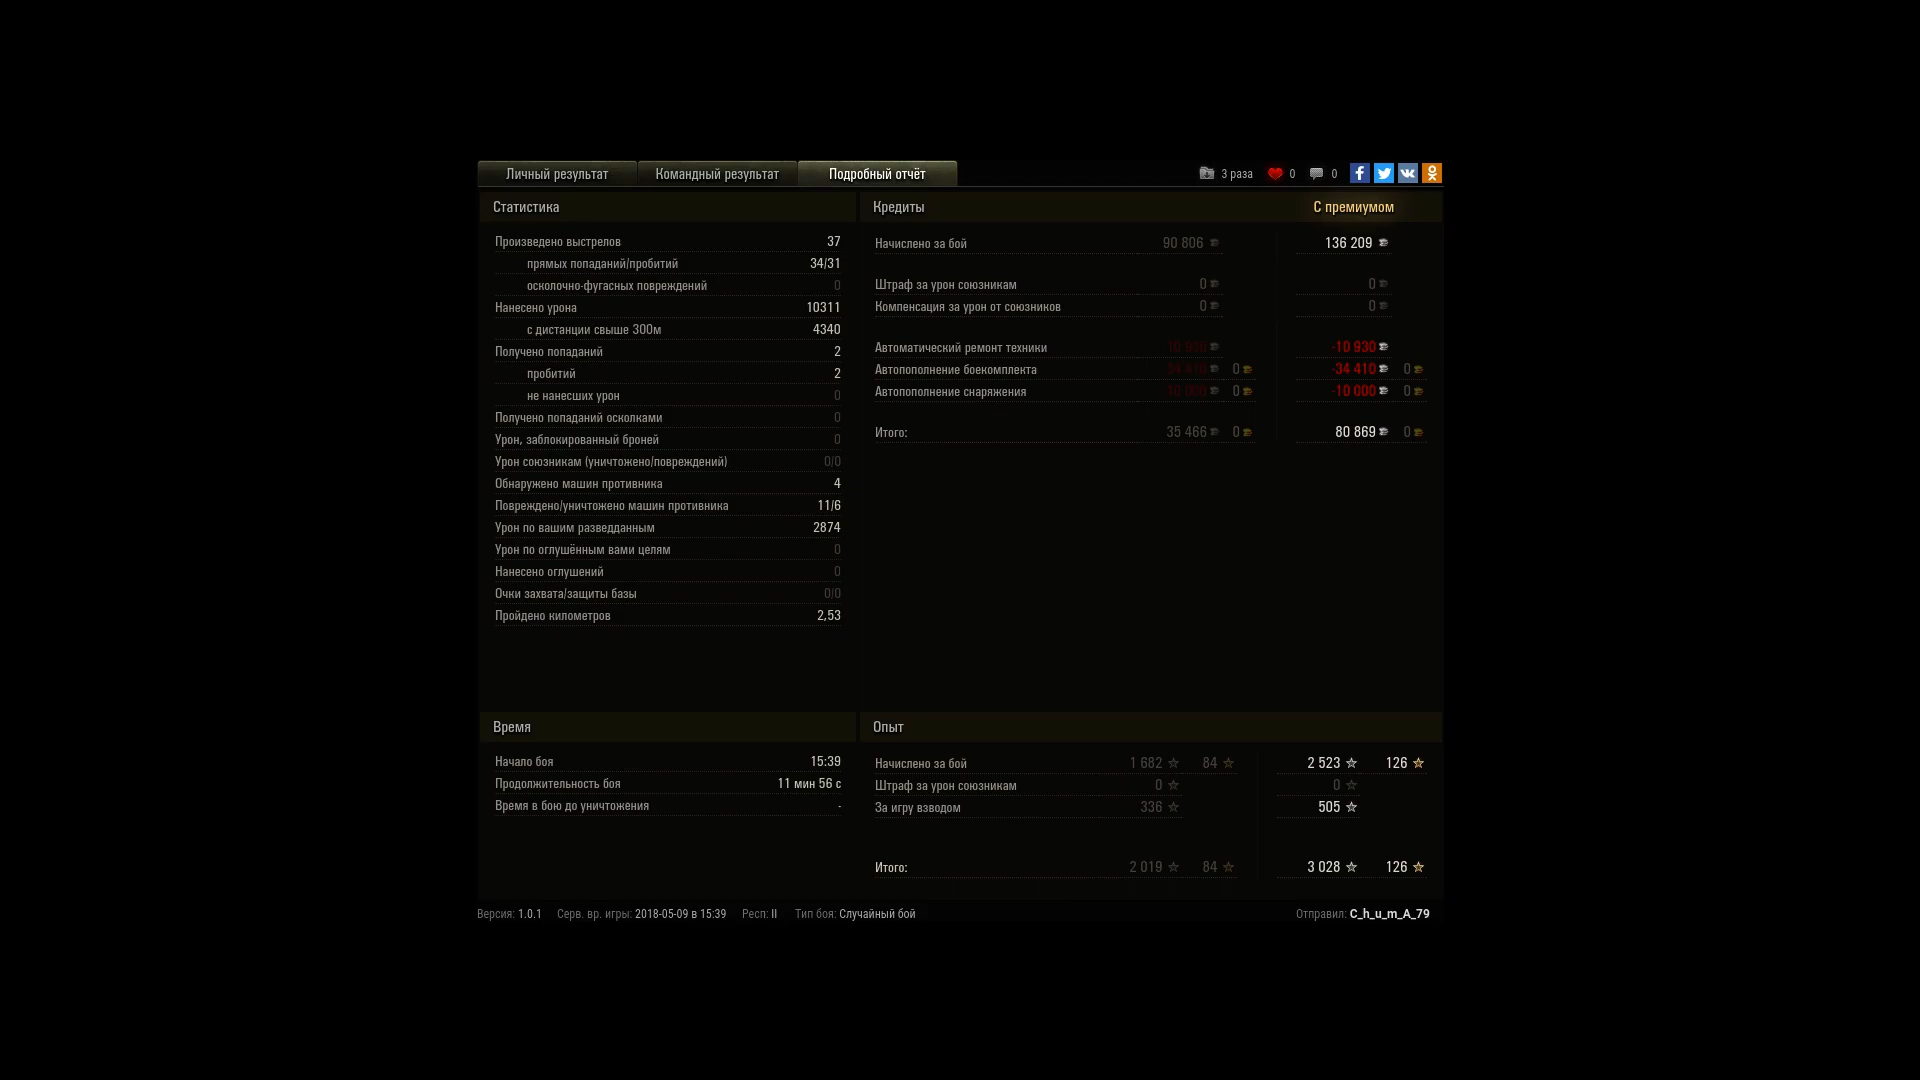 Личный результат Командный результат Подробный отчёт 3 раза 0 0
Статистика
Произведено выстрелов 37
прямых попаданий/пробитий 34/31
осколочно-фугасных повреждений 0
Нанесено урона 10311
с дистанции свыше 300м 4340
Получено попаданий 2
пробитий 2
не нанесших урон 0
Получено попаданий осколками 0
Урон, заблокированный броней 0
Урон союзникам (уничтожено/повреждений) 0/0
Обнаружено машин противника 4
Повреждено/уничтожено машин противника 11/6
Урон по вашим разведданным 2874
Урон по оглушённым вами целям 0
Нанесено оглушений 0
Очки захвата/защиты базы 0/0
Пройдено километров 2,53
Кредиты С премиумом
Начислено за бой 90 806 136 209
Штраф за урон союзникам 0 0
Компенсация за урон от союзников 0 0
Автоматический ремонт техники -10 930 -10 930
Автопополнение боекомплекта -34 410 0 -34 410 0
Автопополнение снаряжения -10 000 0 -10 000 0
Итого: 35 466 0 80 869 0
Время
Начало боя 15:39
Продолжительность боя 11 мин 56 с
Время в бою до уничтожения -
Опыт
Начислено за бой 1 682 84 2 523 126
Штраф за урон союзникам 0 0
За игру взводом 336 505
Итого: 2 019 84 3 028 126
Версия: 1.0.1 Серв. вр. игры: 2018-05-09 в 15:39 Респ: II Тип боя: Случайный бой Отправил: C_h_u_m_A_79